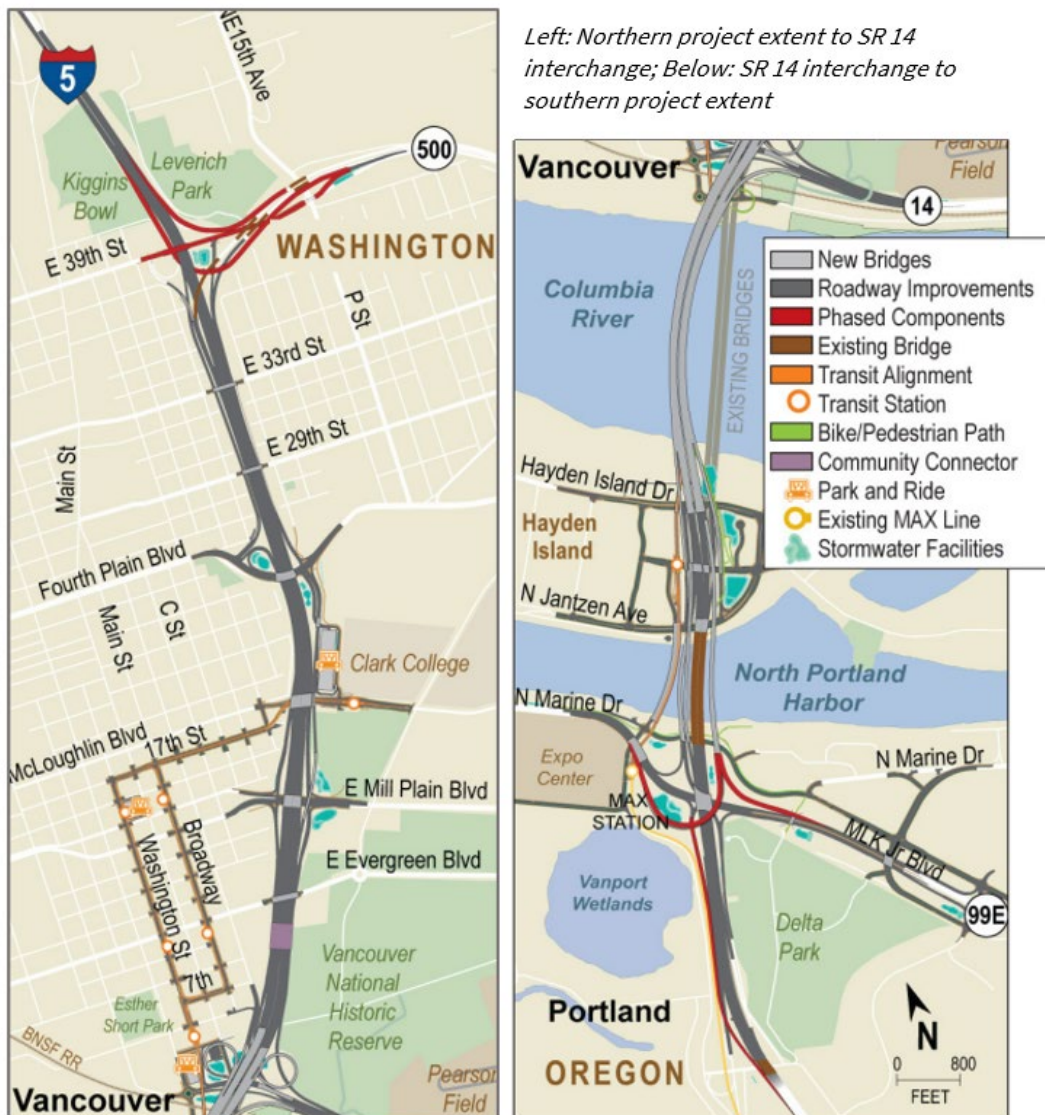 Left: Northern project extent to SR 14
interchange; Below: SR 14 interchange to
southern project extent
5
NE15th Ave
500
Leverich
Park
Kiggins
Bowl
E 39th St
WASHINGTON
P St
E 33rd St
E 29th St
Main St
Fourth Plain Blvd
Main St
C St
Clark College
McLoughlin Blvd
17th St
E Mill Plain Blvd
Broadway
Washington St
E Evergreen Blvd
7th
Vancouver
National
Historic
Reserve
Esther
Short Park
BNSF RR
Vancouver
Pearson
Field
Vancouver
Pearson
Field
14
Columbia
River
EXISTING BRIDGES
New Bridges
Roadway Improvements
Phased Components
Existing Bridge
Transit Alignment
Transit Station
Bike/Pedestrian Path
Community Connector
Park and Ride
Existing MAX Line
Stormwater Facilities
Hayden Island Dr
Hayden
Island
N Jantzen Ave
North Portland
Harbor
N Marine Dr
N Marine Dr
Expo
Center
MAX
STATION
MLK Jr Blvd
99E
Vanport
Wetlands
Delta
Park
Portland
OREGON
N
0 800
FEET